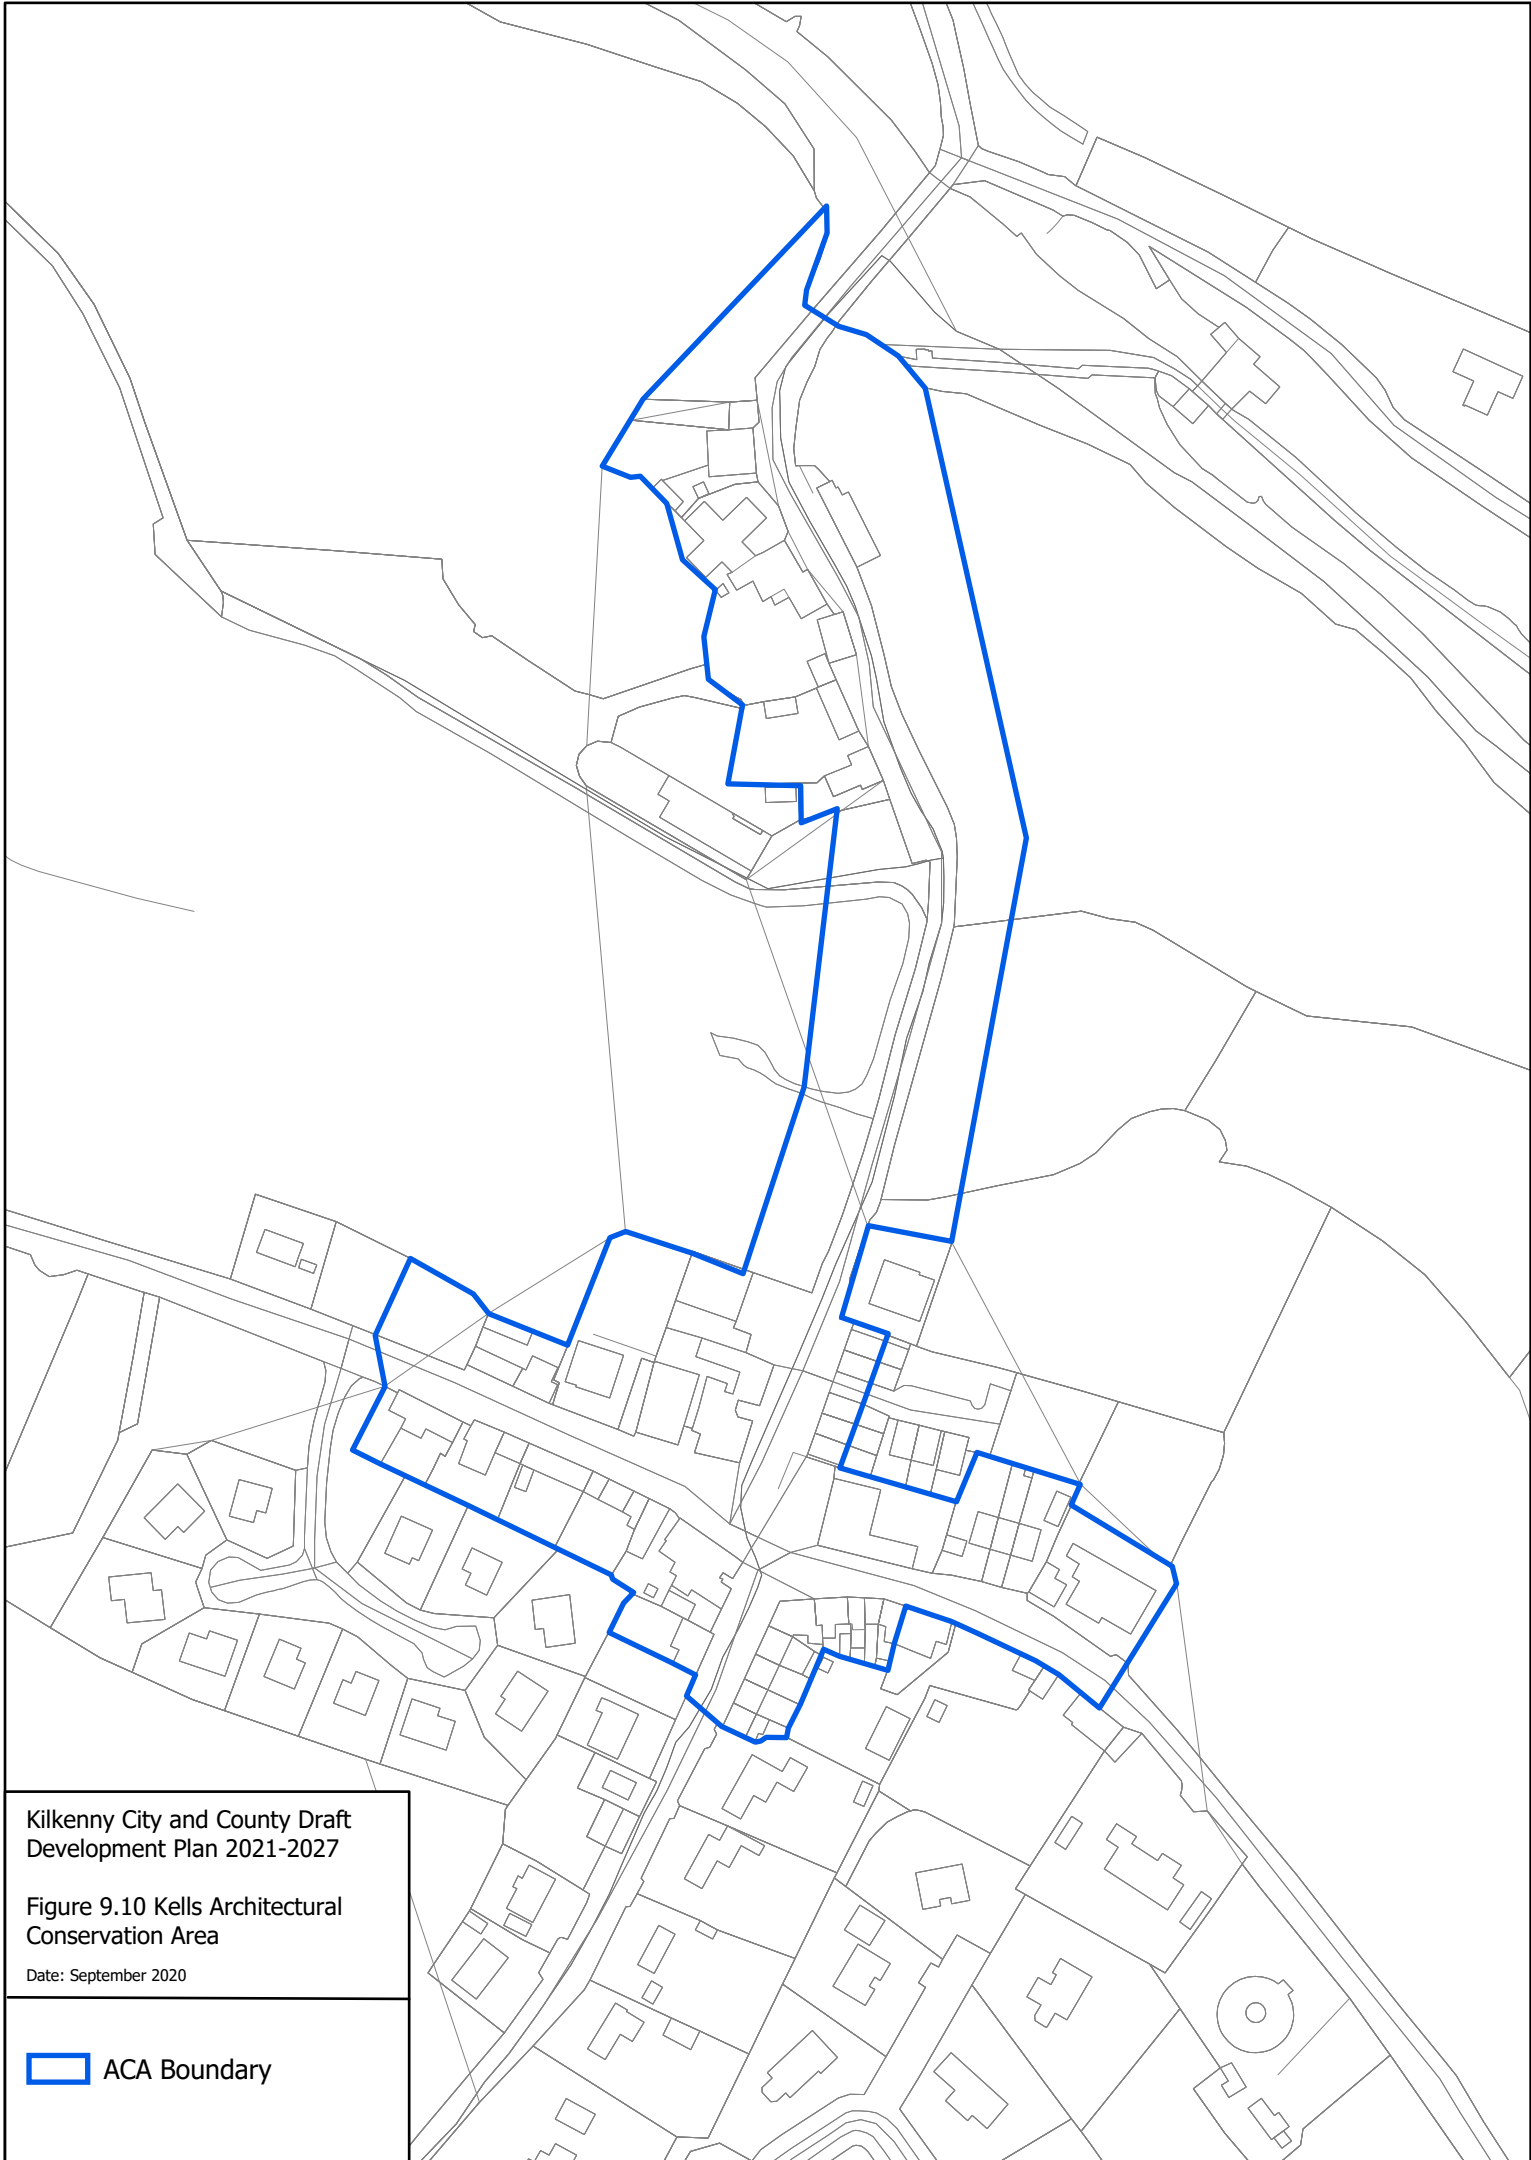 Kilkenny City and County Draft
Development Plan 2021-2027
Figure 9.10 Kells Architectural
Conservation Area
Date: September 2020
ACA Boundary